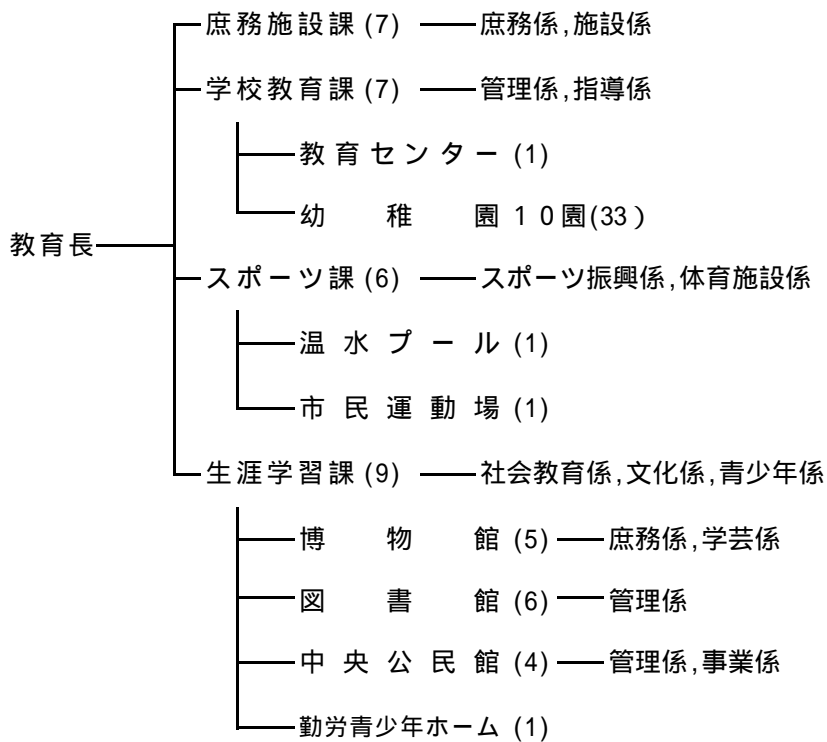 庶務施設課(7) 庶務係,施設係
学校教育課(7) 管理係,指導係
教育センター(1)
幼稚園10園(33)
教育長
スポーツ課(6) スポーツ振興係,体育施設係
温水プール(1)
市民運動場(1)
生涯学習課(9) 社会教育係,文化係,青少年係
博物館(5) 庶務係,学芸係
図書館(6) 管理係
中央公民館(4) 管理係,事業係
勤労青少年ホーム(1)